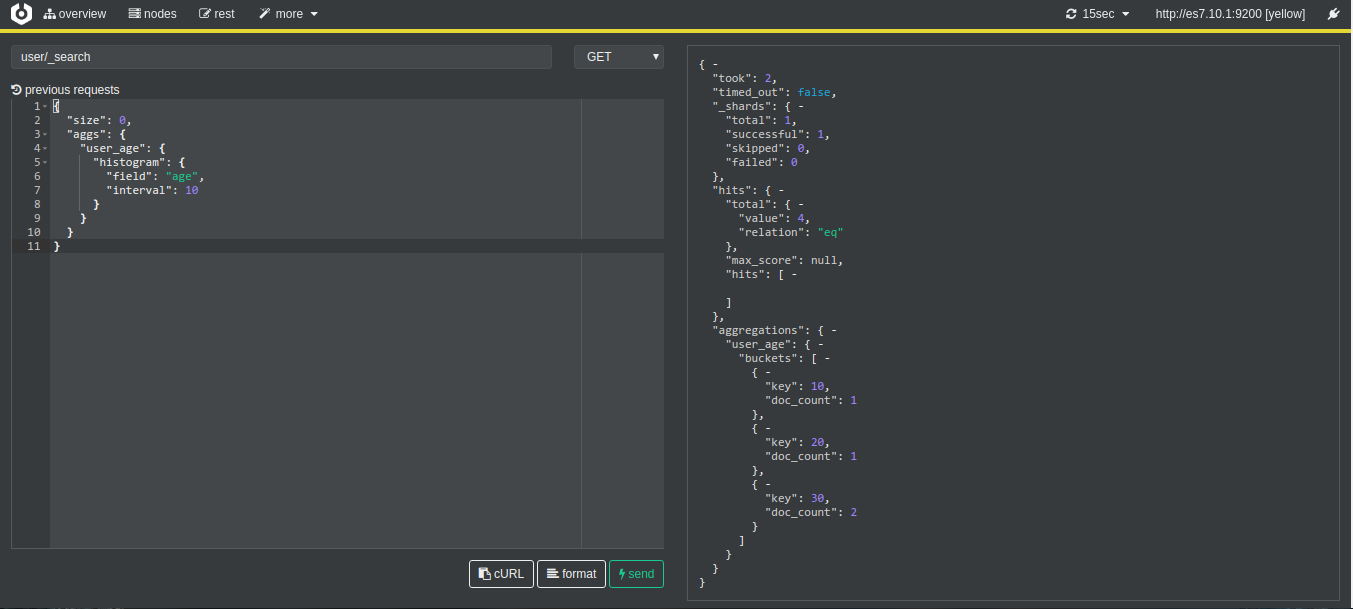 overview nodes rest more 15sec http://es7.10.1:9200 [yellow]
user/_search GET
previous requests
1 {
2 "size": 0,
3 "aggs": {
4 "user_age": {
5 "histogram": {
6 "field": "age",
7 "interval": 10
8 }
9 }
10 }
11 }
cURL format send
{ -
"took": 2,
"timed_out": false,
"_shards": { -
"total": 1,
"successful": 1,
"skipped": 0,
"failed": 0
},
"hits": { -
"total": { -
"value": 4,
"relation": "eq"
},
"max_score": null,
"hits": [ -
]
},
"aggregations": { -
"user_age": { -
"buckets": [ -
{ -
"key": 10,
"doc_count": 1
},
{ -
"key": 20,
"doc_count": 1
},
{ -
"key": 30,
"doc_count": 2
}
]
}
}
}